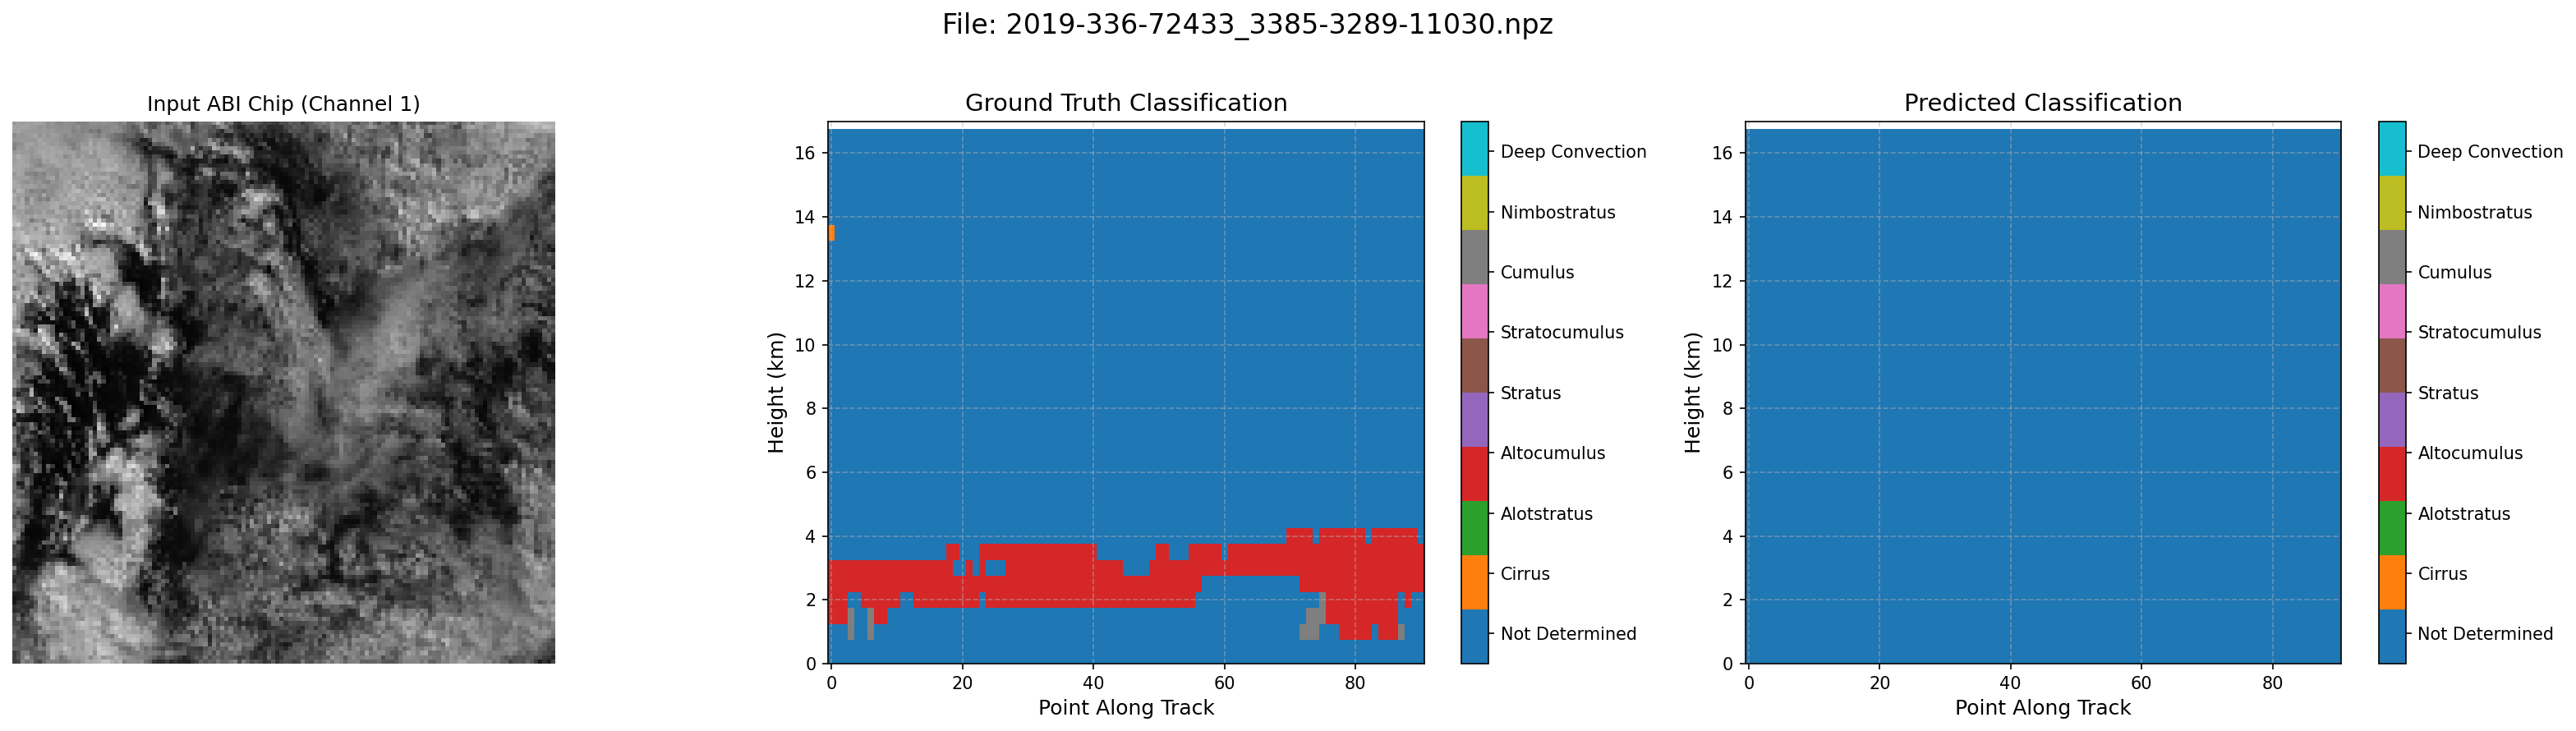 File: 2019-336-72433_3385-3289-11030.npz
Input ABI Chip (Channel 1)
Ground Truth Classification
Height (km)
16
14
12
10
8
6
4
2
0
0 20 40 60 80
Point Along Track
Deep Convection
Nimbostratus
Cumulus
Stratocumulus
Stratus
Altocumulus
Alotstratus
Cirrus
Not Determined
Predicted Classification
Height (km)
16
14
12
10
8
6
4
2
0
0 20 40 60 80
Point Along Track
Deep Convection
Nimbostratus
Cumulus
Stratocumulus
Stratus
Altocumulus
Alotstratus
Cirrus
Not Determined